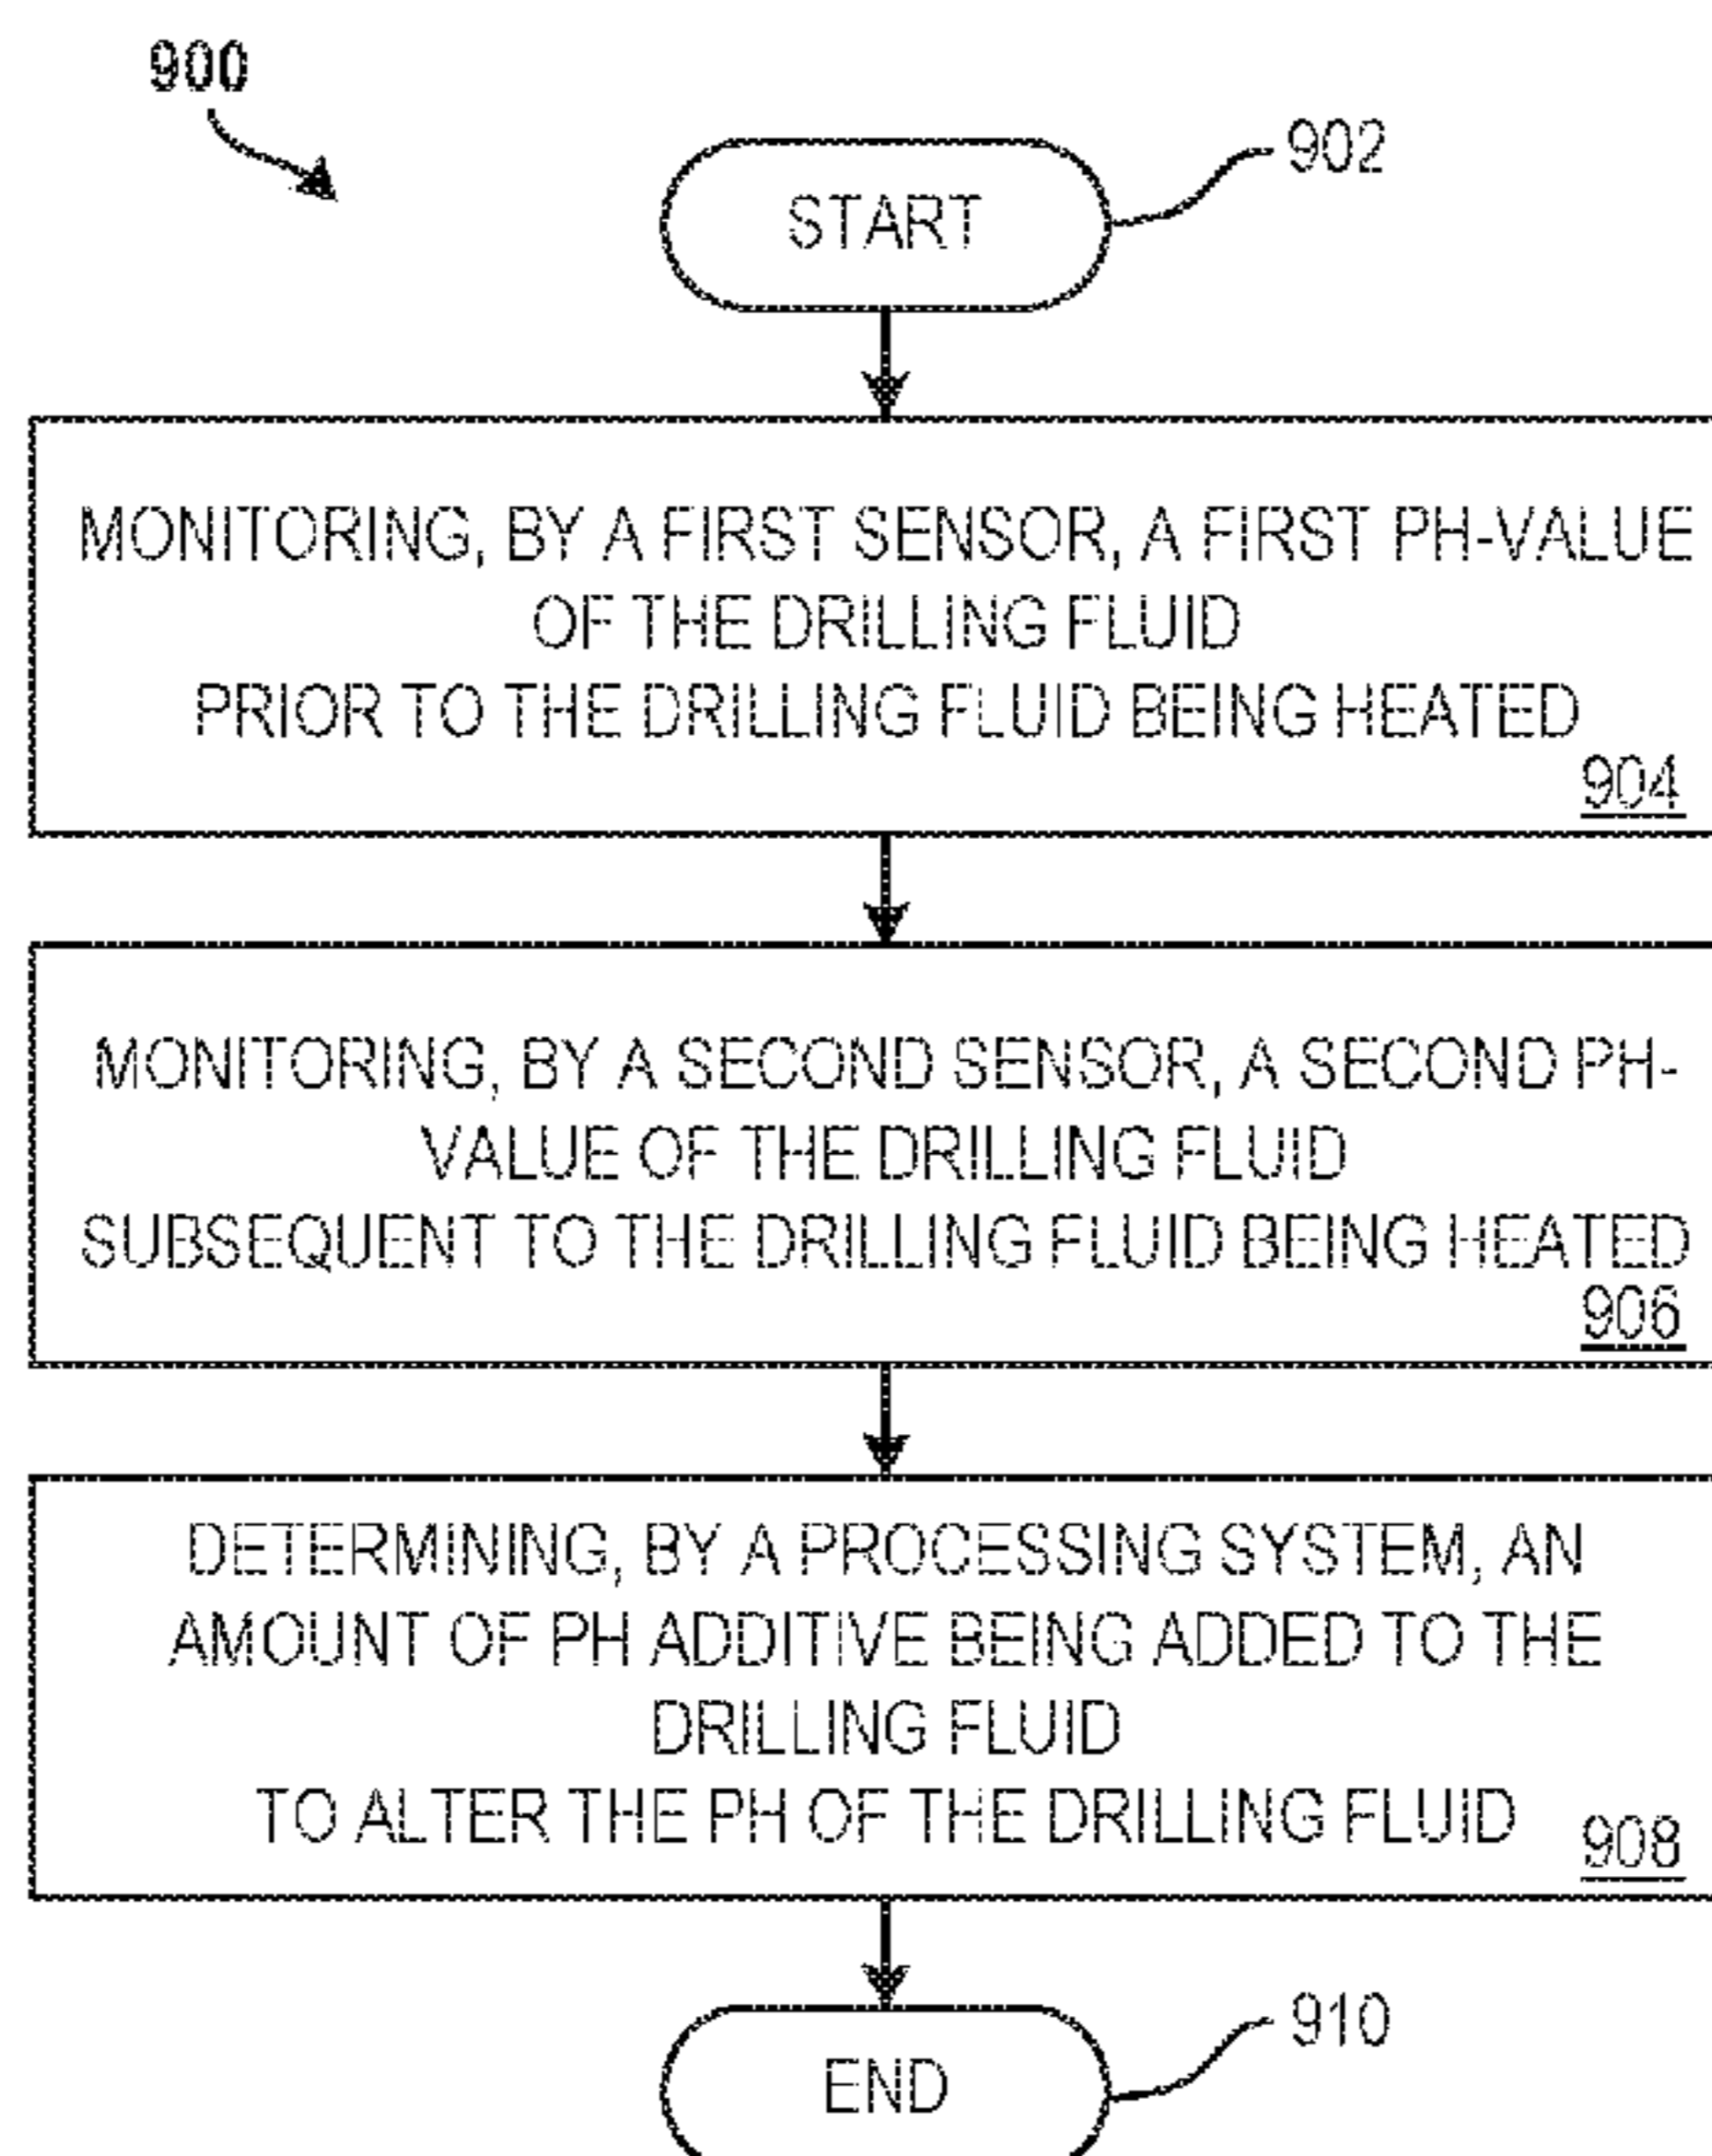 900
902
START
MONITORING, BY A FIRST SENSOR, A FIRST PH-VALUE
OF THE DRILLING FLUID
PRIOR TO THE DRILLING FLUID BEING HEATED
904
MONITORING, BY A SECOND SENSOR, A SECOND PH-
VALUE OF THE DRILLING FLUID
SUBSEQUENT TO THE DRILLING FLUID BEING HEATED
906
DETERMINING, BY A PROCESSING SYSTEM, AN
AMOUNT OF PH ADDITIVE BEING ADDED TO THE
DRILLING FLUID
TO ALTER THE PH OF THE DRILLING FLUID
908
910
END